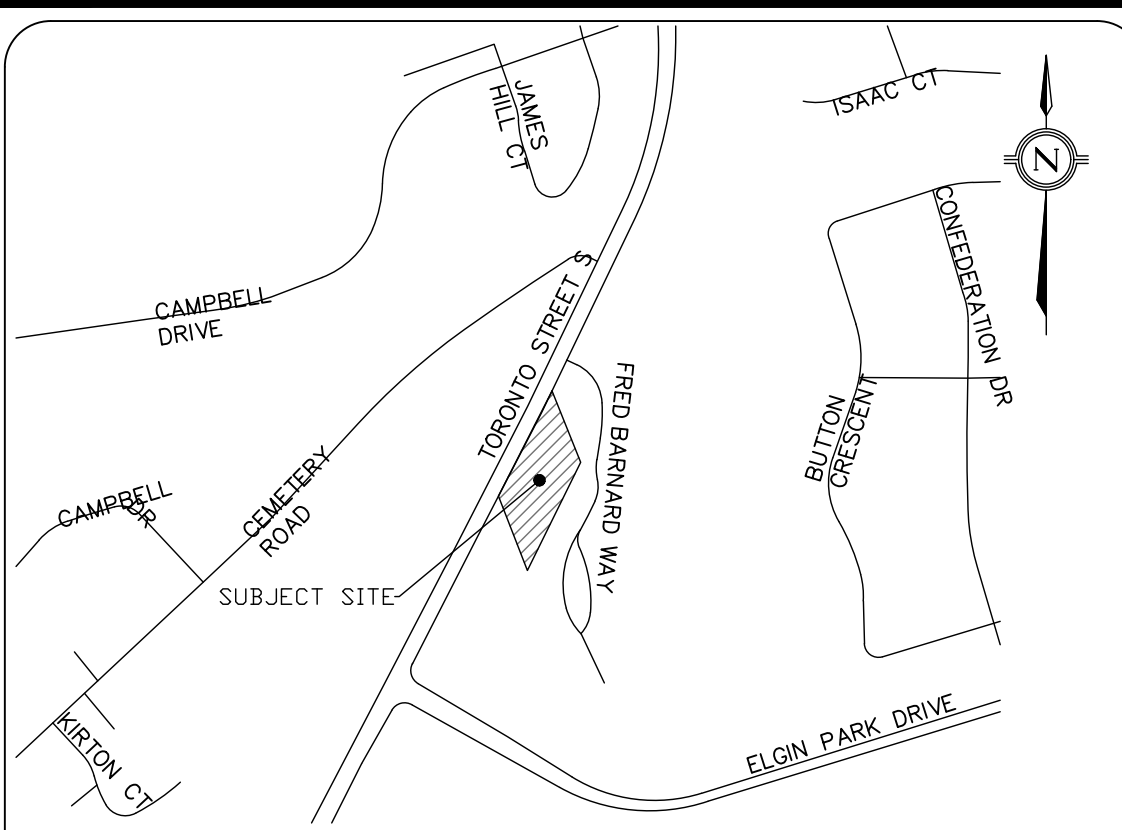 JAMES
HILL CT
ISAAC CT
N
CONFEDERATION DR
CAMPBELL
DRIVE
TORONTO STREET S
FRED BARNARD WAY
BUTTON
CRESCENT
CEMETERY
ROAD
CAMPBELL
DR
SUBJECT SITE
KIRTON CT
ELGIN PARK DRIVE